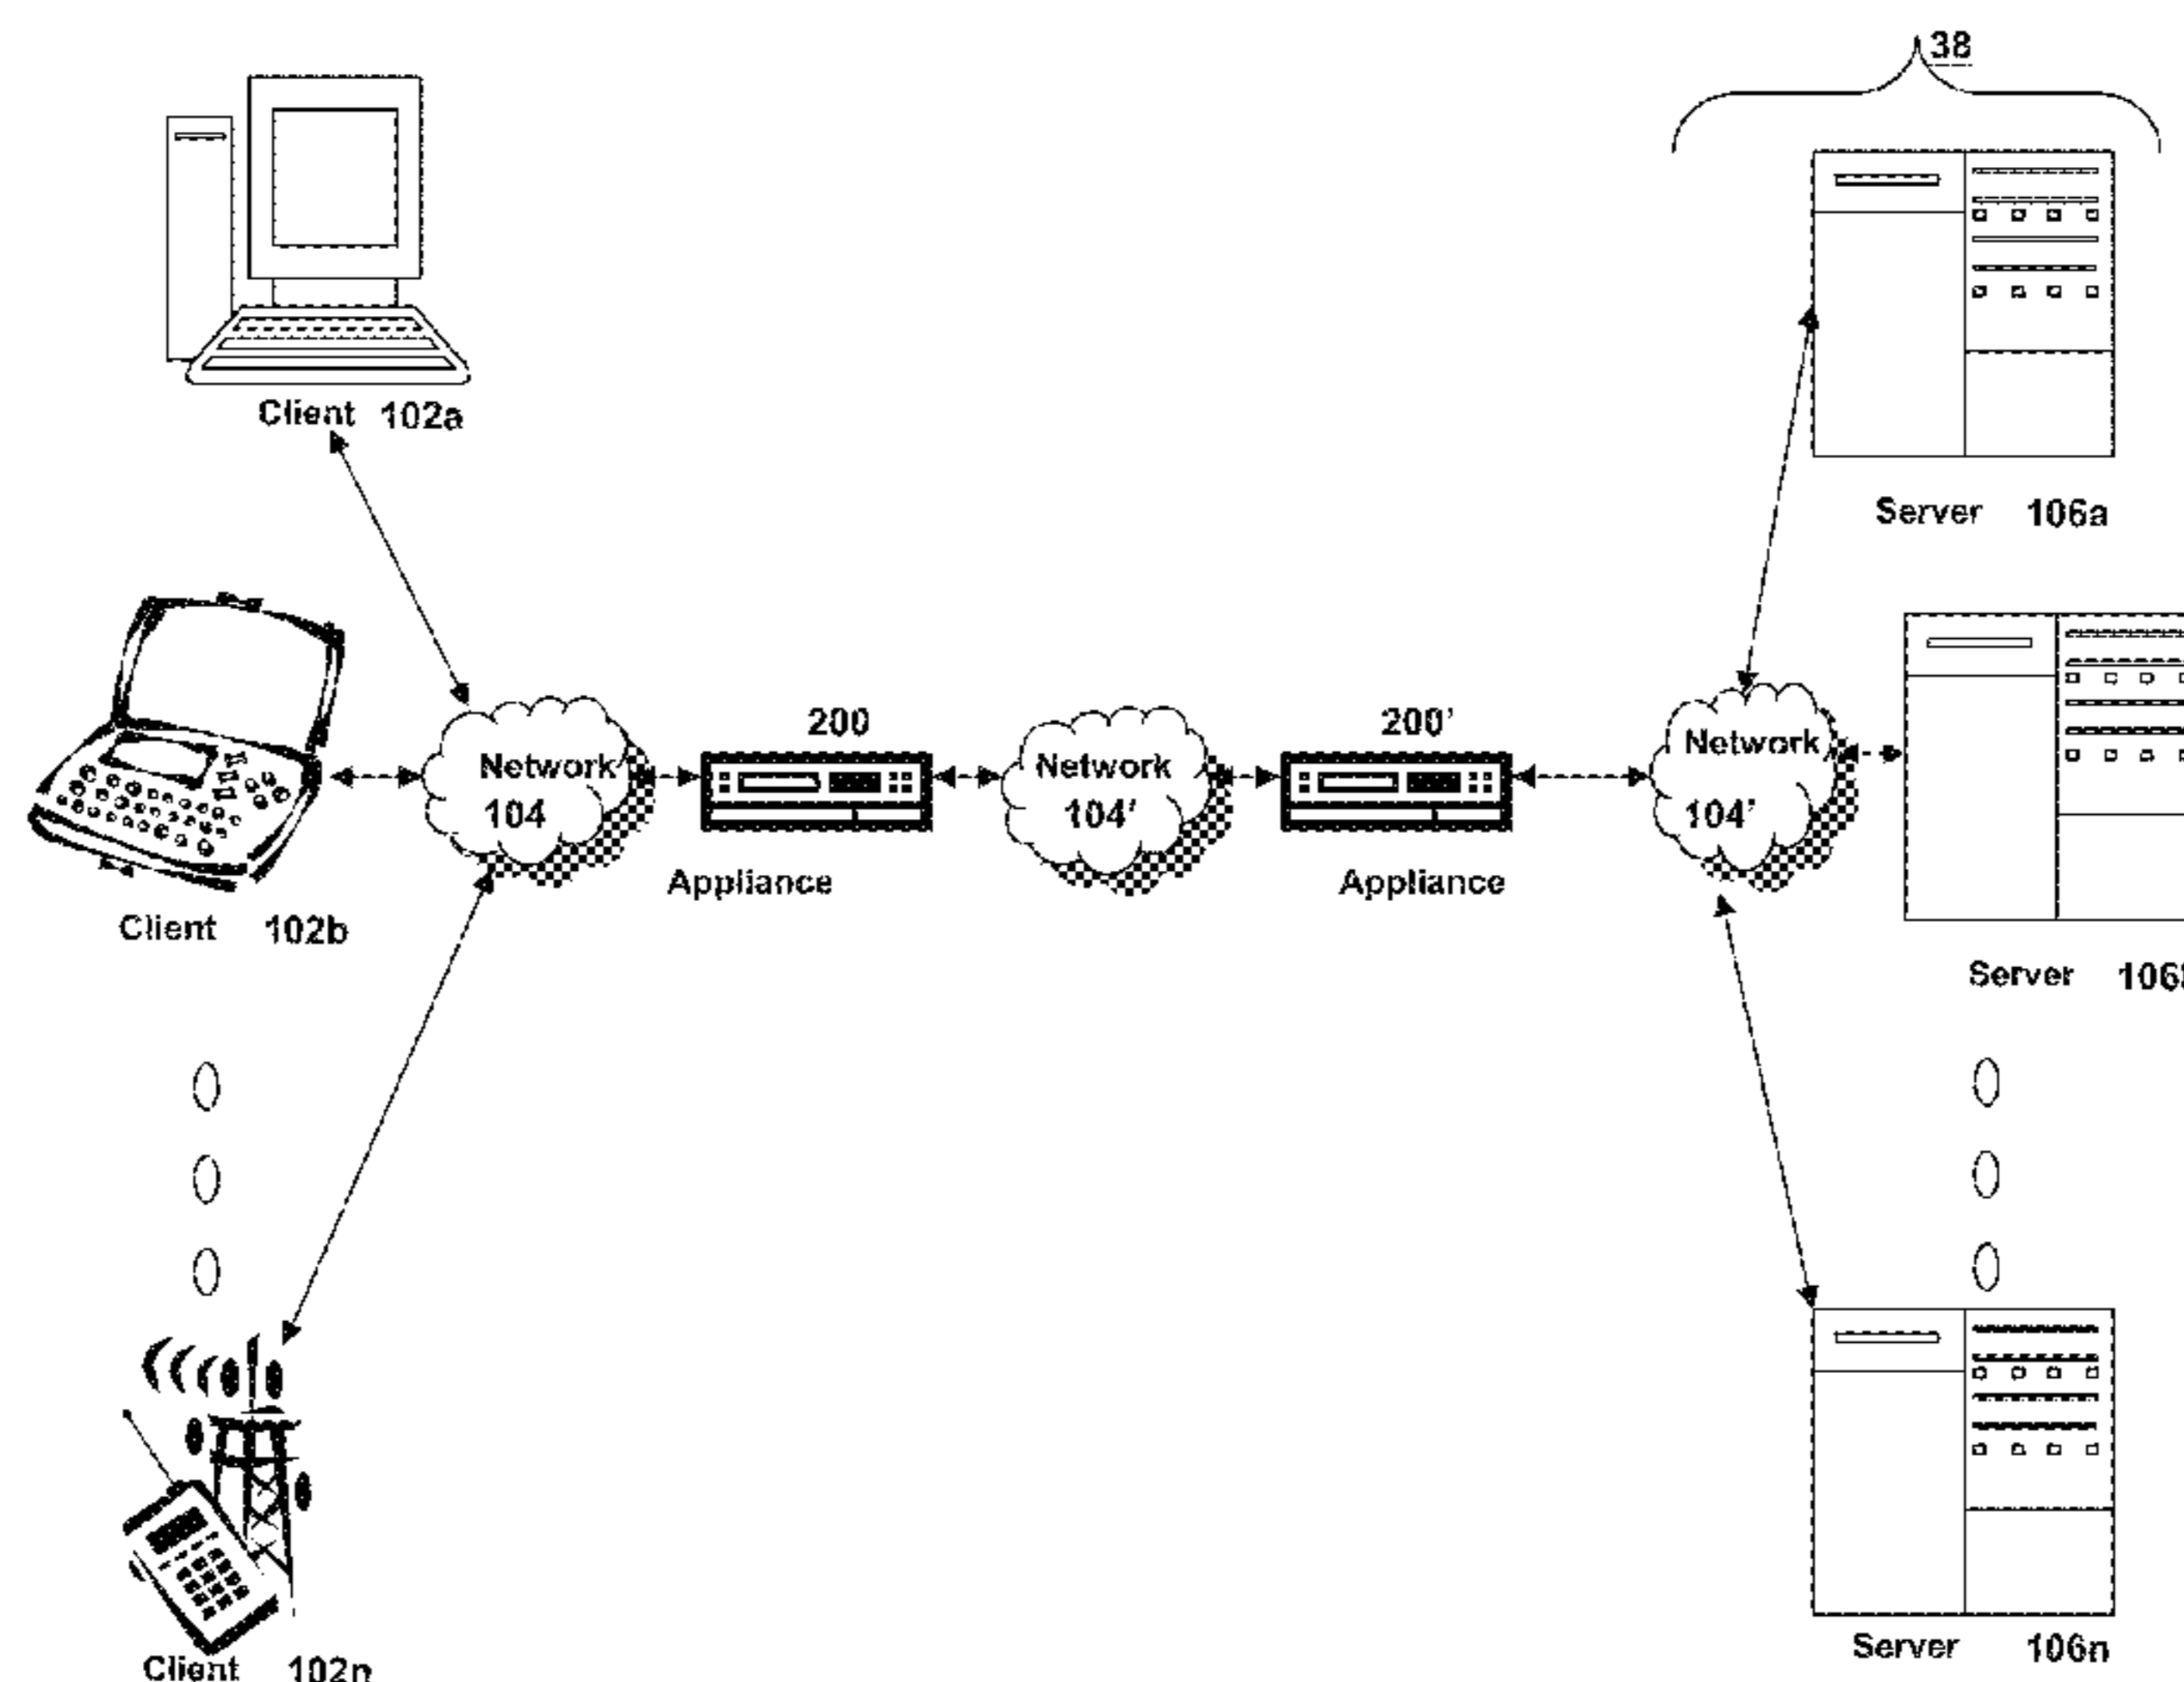 38
Client 102a
Server 106a
200
200'
Network
104
Network
104'
Network
104'
Appliance
Appliance
Client 102b
Server
Client 102n
Server 106n